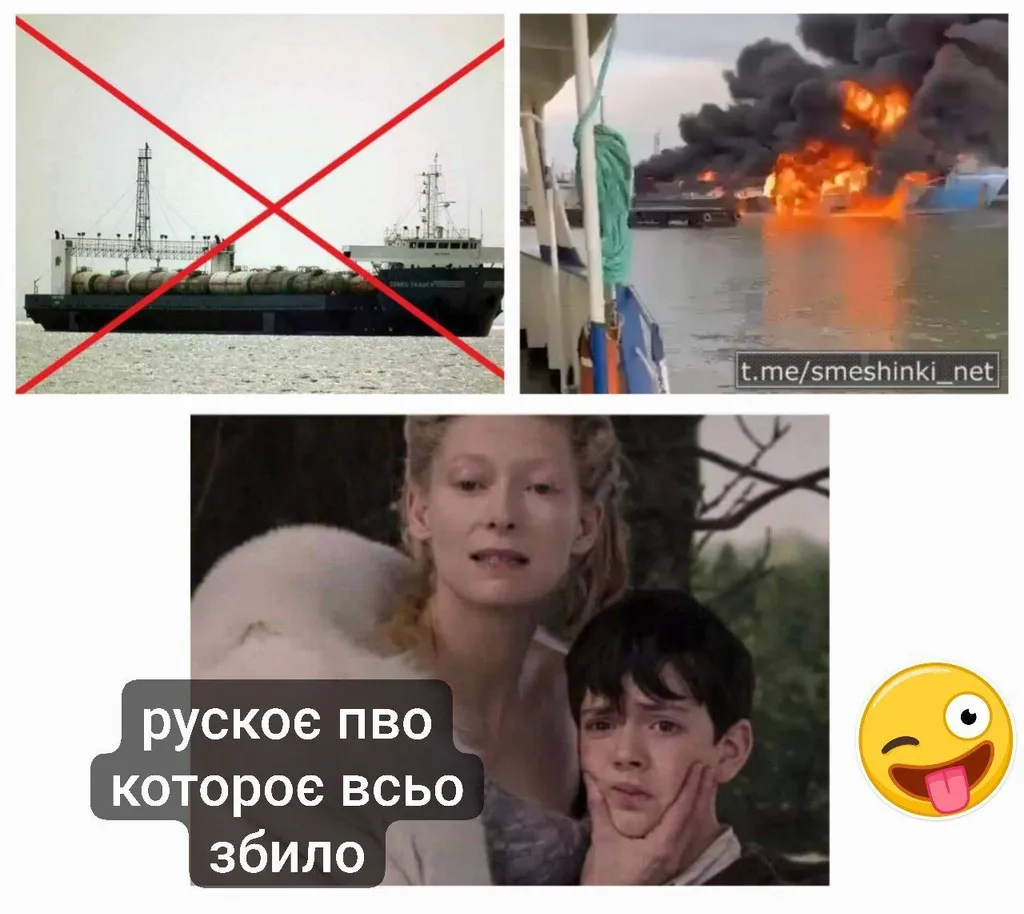 t.me/smeshinki_net
рускоє пво
котороє всьо
збило